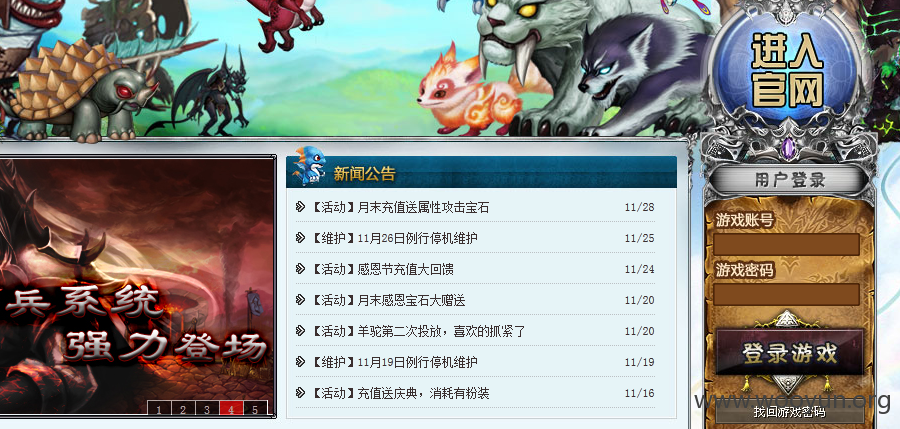 进入
官网
用户登录
新闻公告
【活动】月末充值送属性攻击宝石 11/28
【维护】11月26日例行停机维护 11/25
【活动】感恩节充值大回馈 11/24
【活动】月末感恩宝石大赠送 11/20
【活动】羊驼第二次投放，喜欢的抓紧了 11/20
【维护】11月19日例行停机维护 11/19
【活动】充值送庆典，消耗有粉装 11/16
兵系统
强力登场
1 2 3 4 5
游戏账号
游戏密码
登录游戏
找回游戏密码